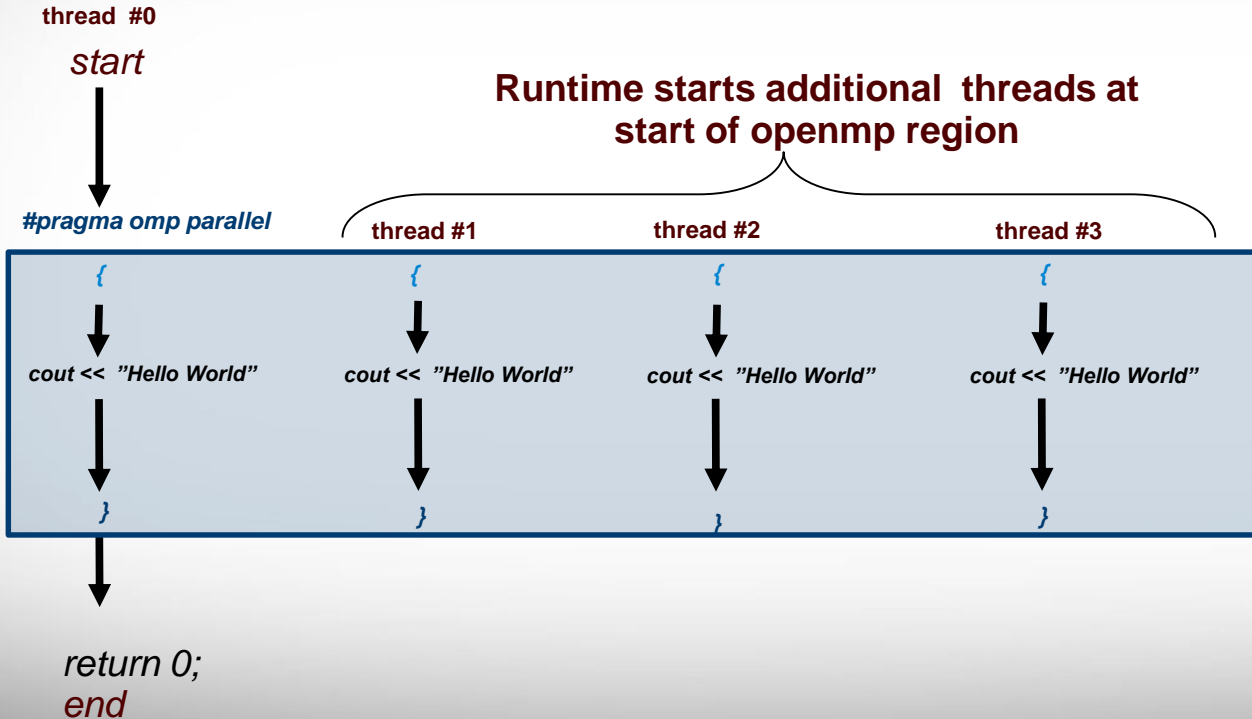 thread #0
start
Runtime starts additional threads at
start of openmp region
#pragma omp parallel
thread #1
thread #2
thread #3
{
{
{
{
cout << ”Hello World”
cout << ”Hello World”
cout << ”Hello World”
cout << ”Hello World”
}
}
}
}
return 0;
end